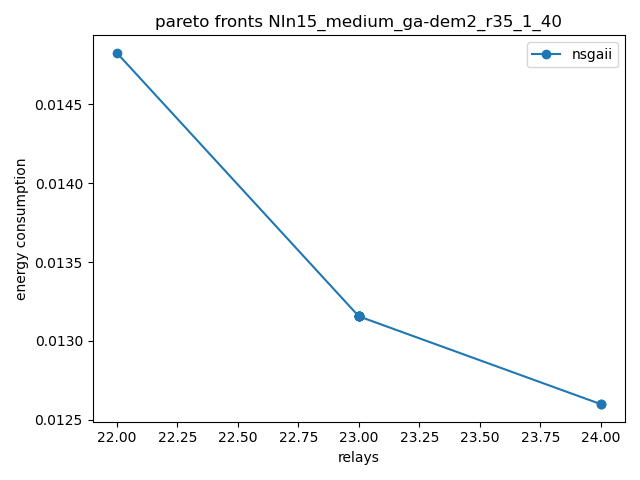 pareto fronts NIn15_medium_ga-dem2_r35_1_40
nsgaii
energy consumption
0.0145
0.0140
0.0135
0.0130
0.0125
22.00 22.25 22.50 22.75 23.00 23.25 23.50 23.75 24.00
relays